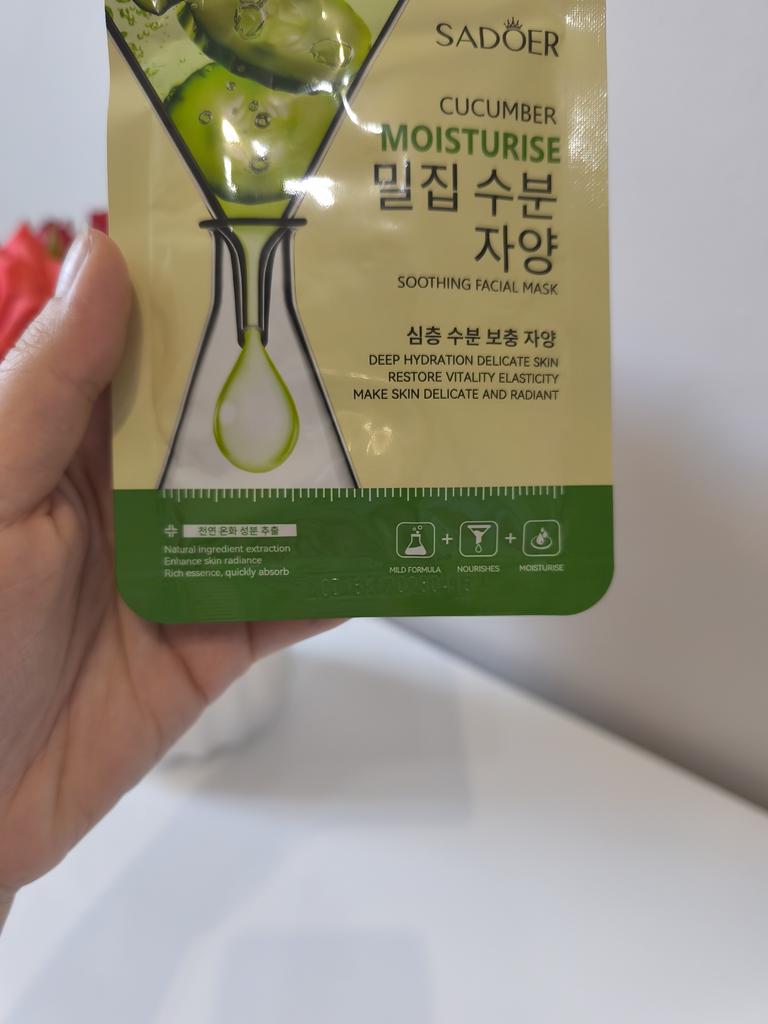 SADOER
CUCUMBER
MOISTURISE
밀집 수분
자양
SOOTHING FACIAL MASK
심층 수분 보충 자양
DEEP HYDRATION DELICATE SKIN
RESTORE VITALITY ELASTICITY
MAKE SKIN DELICATE AND RADIANT
천연 온화 성분 추출
Natural ingredient extraction
Enhance skin radiance
Rich essence, quickly absorb
MILD FORMULA
NOURISHES
MOISTURISE